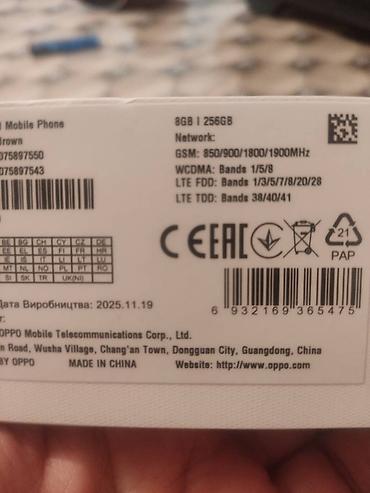 Mobile Phone
Brown
075897550
075897543
8GB | 256GB
Network:
GSM: 850/900/1800/1900MHz
WCDMA: Bands 1/5/8
LTE FDD: Bands 1/3/5/7/8/20/28
LTE TDD: Bands 38/40/41
CE EAC
21
PAP
BE BG CH CY CZ DE
EE EL ES FI FR HR
IE IS IT LI LT LU
MT NL NO PL PT RO
SI SK TR UK(NI)
6 932169 365475
Дата Виробництва: 2025.11.19
r:
OPPO Mobile Telecommunications Corp., Ltd.
n Road, Wusha Village, Chang'an Town, Dongguan City, Guangdong, China
BY OPPO MADE IN CHINA Website: http://www.oppo.com